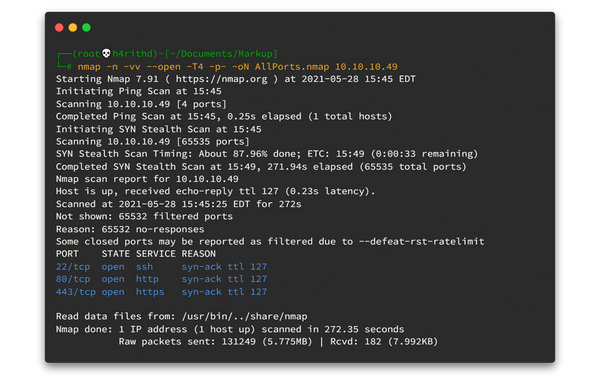 ┌──(root💀h4rithd)-[~/Documents/Markup]
└─# nmap -n -vv --open -T4 -p- -oN AllPorts.nmap 10.10.10.49
Starting Nmap 7.91 ( https://nmap.org ) at 2021-05-28 15:45 EDT
Initiating Ping Scan at 15:45
Scanning 10.10.10.49 [4 ports]
Completed Ping Scan at 15:45, 0.25s elapsed (1 total hosts)
Initiating SYN Stealth Scan at 15:45
Scanning 10.10.10.49 [65535 ports]
SYN Stealth Scan Timing: About 87.96% done; ETC: 15:49 (0:00:33 remaining)
Completed SYN Stealth Scan at 15:49, 271.94s elapsed (65535 total ports)
Nmap scan report for 10.10.10.49
Host is up, received echo-reply ttl 127 (0.23s latency).
Scanned at 2021-05-28 15:45:25 EDT for 272s
Not shown: 65532 filtered ports
Reason: 65532 no-responses
Some closed ports may be reported as filtered due to --defeat-rst-ratelimit
PORT    STATE SERVICE REASON
22/tcp  open  ssh     syn-ack ttl 127
80/tcp  open  http    syn-ack ttl 127
443/tcp open  https   syn-ack ttl 127
Read data files from: /usr/bin/../share/nmap
Nmap done: 1 IP address (1 host up) scanned in 272.35 seconds
Raw packets sent: 131249 (5.775MB) | Rcvd: 182 (7.992KB)